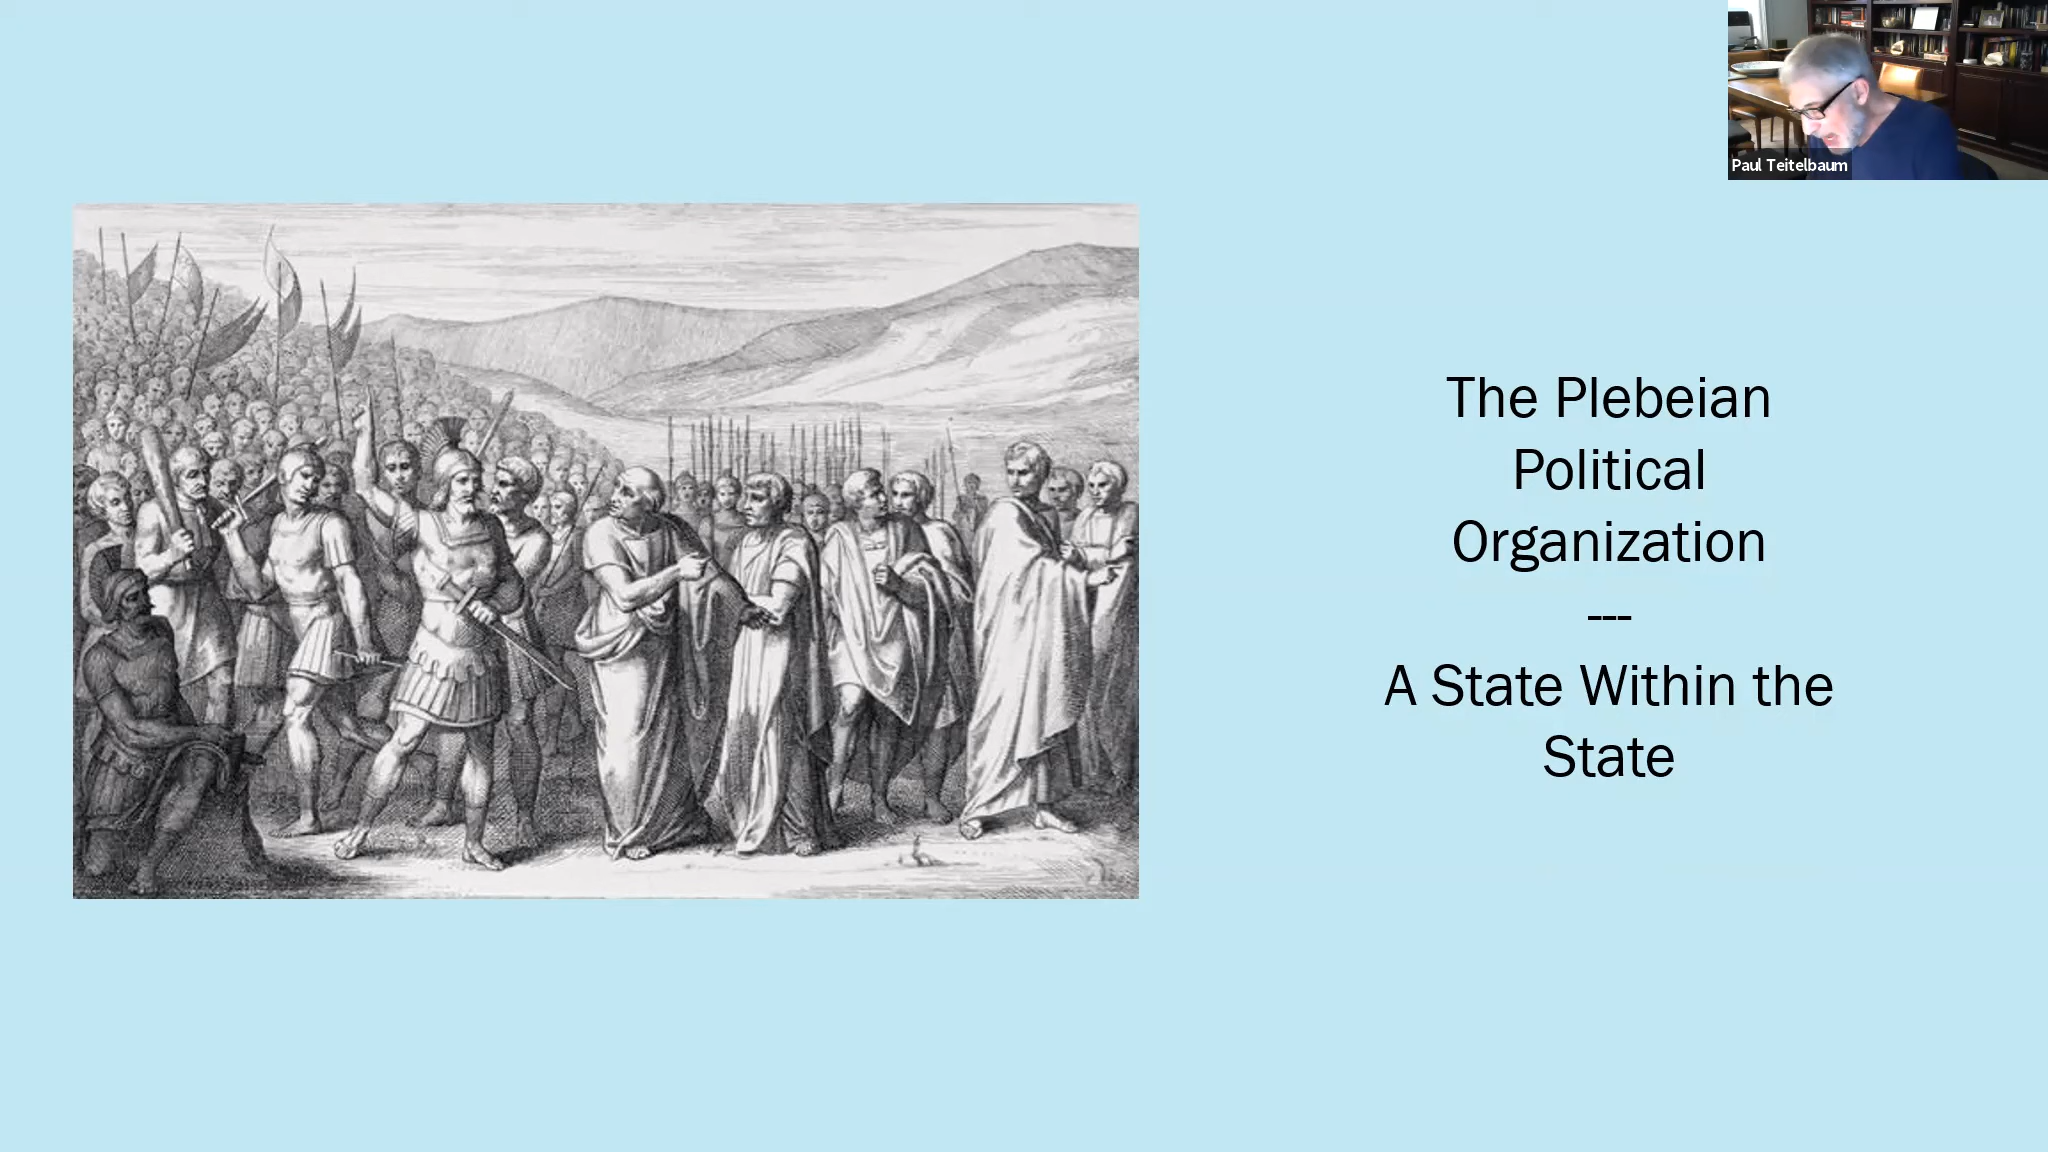 Paul Teitelbaum
The Plebeian
Political
Organization
---
A State Within the
State